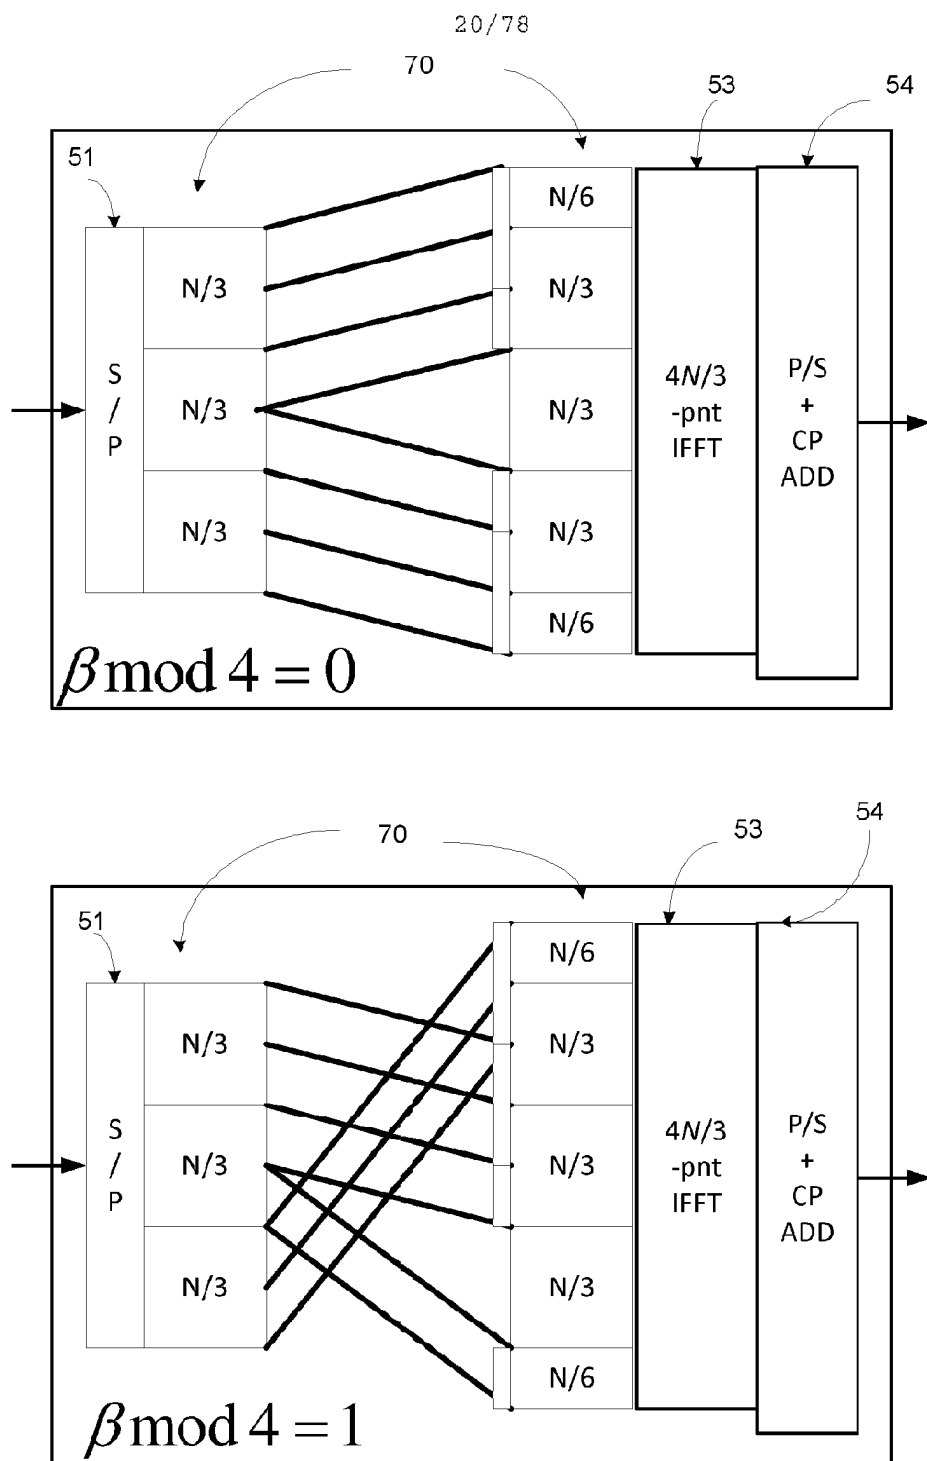 20/78
70
53
54
51
N/6
N/3
N/3
N/3
N/3
N/3
N/3
N/6
S
/
P
4N/3
-pnt
IFFT
P/S
+
CP
ADD
β mod 4 = 0
70
53
54
51
N/6
N/3
N/3
N/3
N/3
N/3
N/3
N/6
S
/
P
4N/3
-pnt
IFFT
P/S
+
CP
ADD
β mod 4 = 1